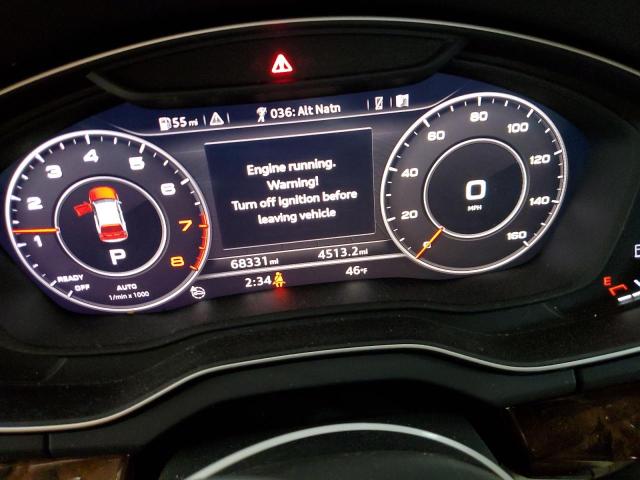 55 mi
036: Alt Natn
Engine running.
Warning!
Turn off ignition before
leaving vehicle
1
2
3
4
5
6
7
8
P
READY
OFF
AUTO
1/min x 1000
0
MPH
20
40
60
80
100
120
140
160
68331 mi
4513.2 mi
2:34
46°F
E